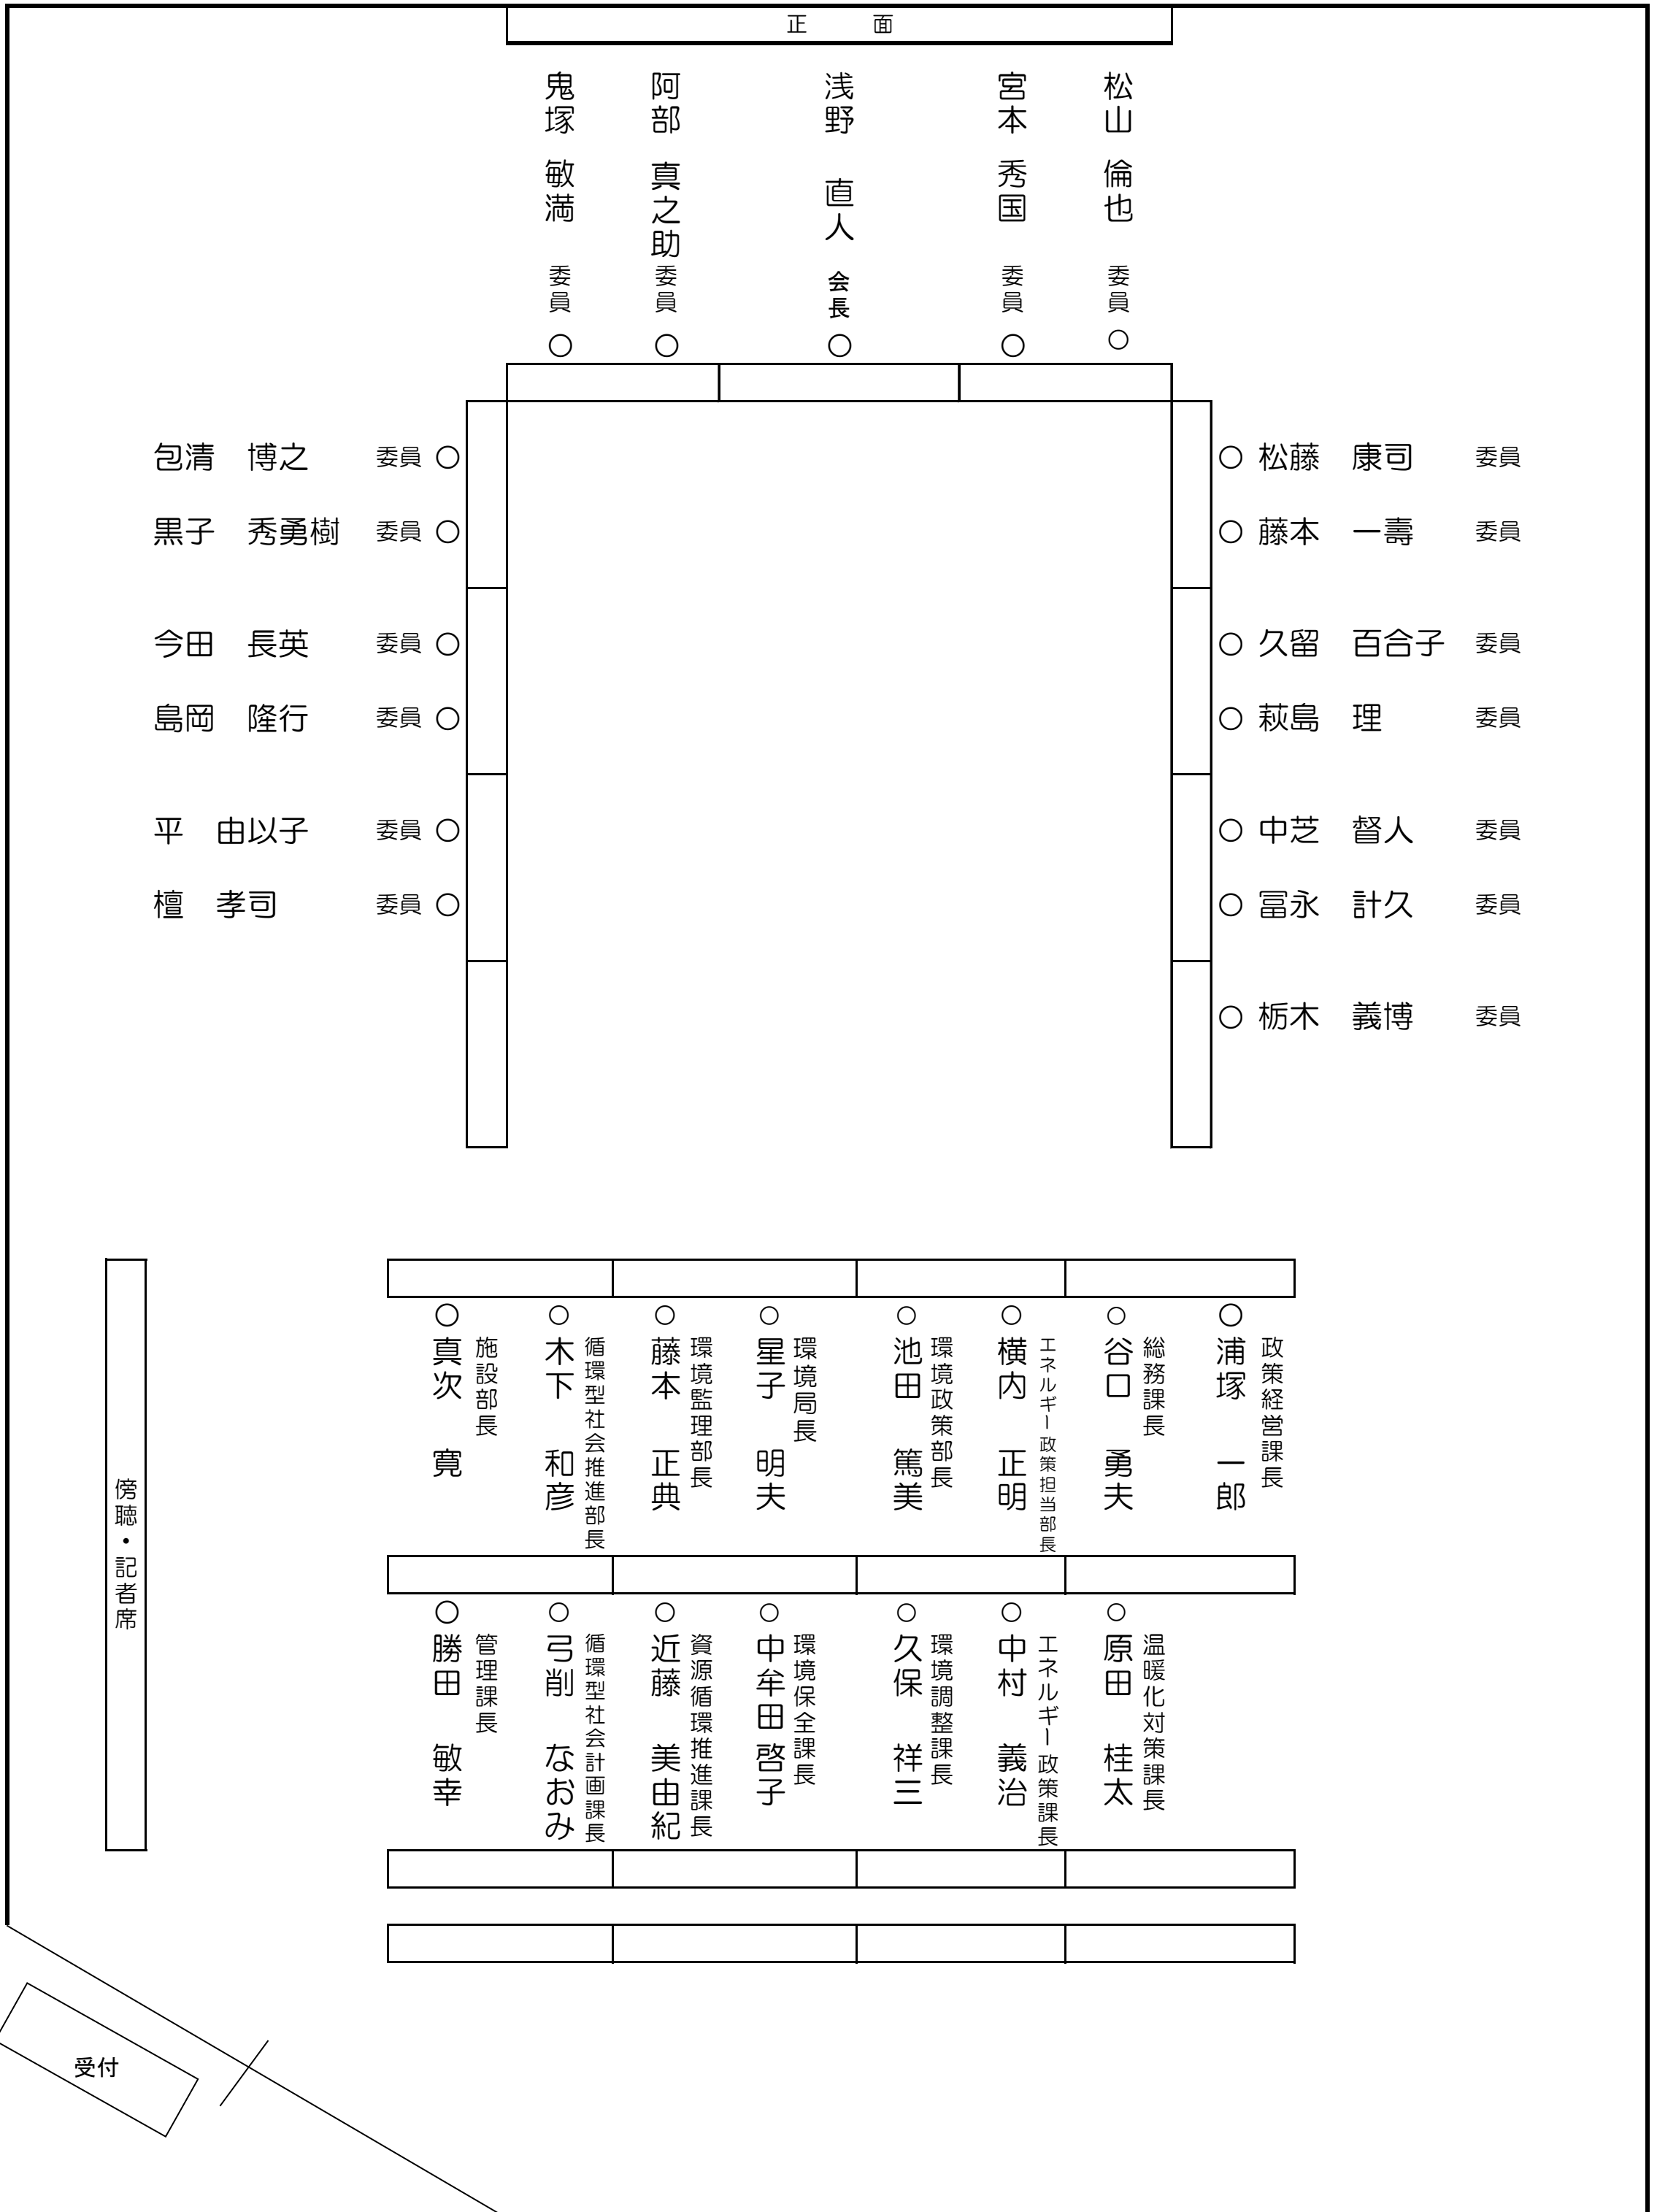 正　面
鬼塚　敏満　委員　○
阿部　真之助　委員　○
浅野　直人　会長　○
宮本　秀国　委員　○
松山　倫也　委員　○
包清　博之　委員　○
黒子　秀勇樹　委員　○
今田　長英　委員　○
島岡　隆行　委員　○
平　由以子　委員　○
檀　孝司　委員　○
○　松藤　康司　委員
○　藤本　一壽　委員
○　久留　百合子　委員
○　萩島　理　委員
○　中芝　督人　委員
○　冨永　計久　委員
○　栃木　義博　委員
○　真次　寛
施設部長
○　木下　和彦
循環型社会推進部長
○　藤本　正典
環境監理部長
○　星子　明夫
環境局長
○　池田　篤美
環境政策部長
○　横内　正明
エネルギー政策担当部長
○　谷口　勇夫
総務課長
○　浦塚　一郎
政策経営課長
○　勝田　敏幸
管理課長
○　弓削　なおみ
循環型社会計画課長
○　近藤　美由紀
資源循環推進課長
○　中牟田　啓子
環境保全課長
○　久保　祥三
環境調整課長
○　中村　義治
エネルギー政策課長
○　原田　桂太
温暖化対策課長
傍聴・記者席
受付